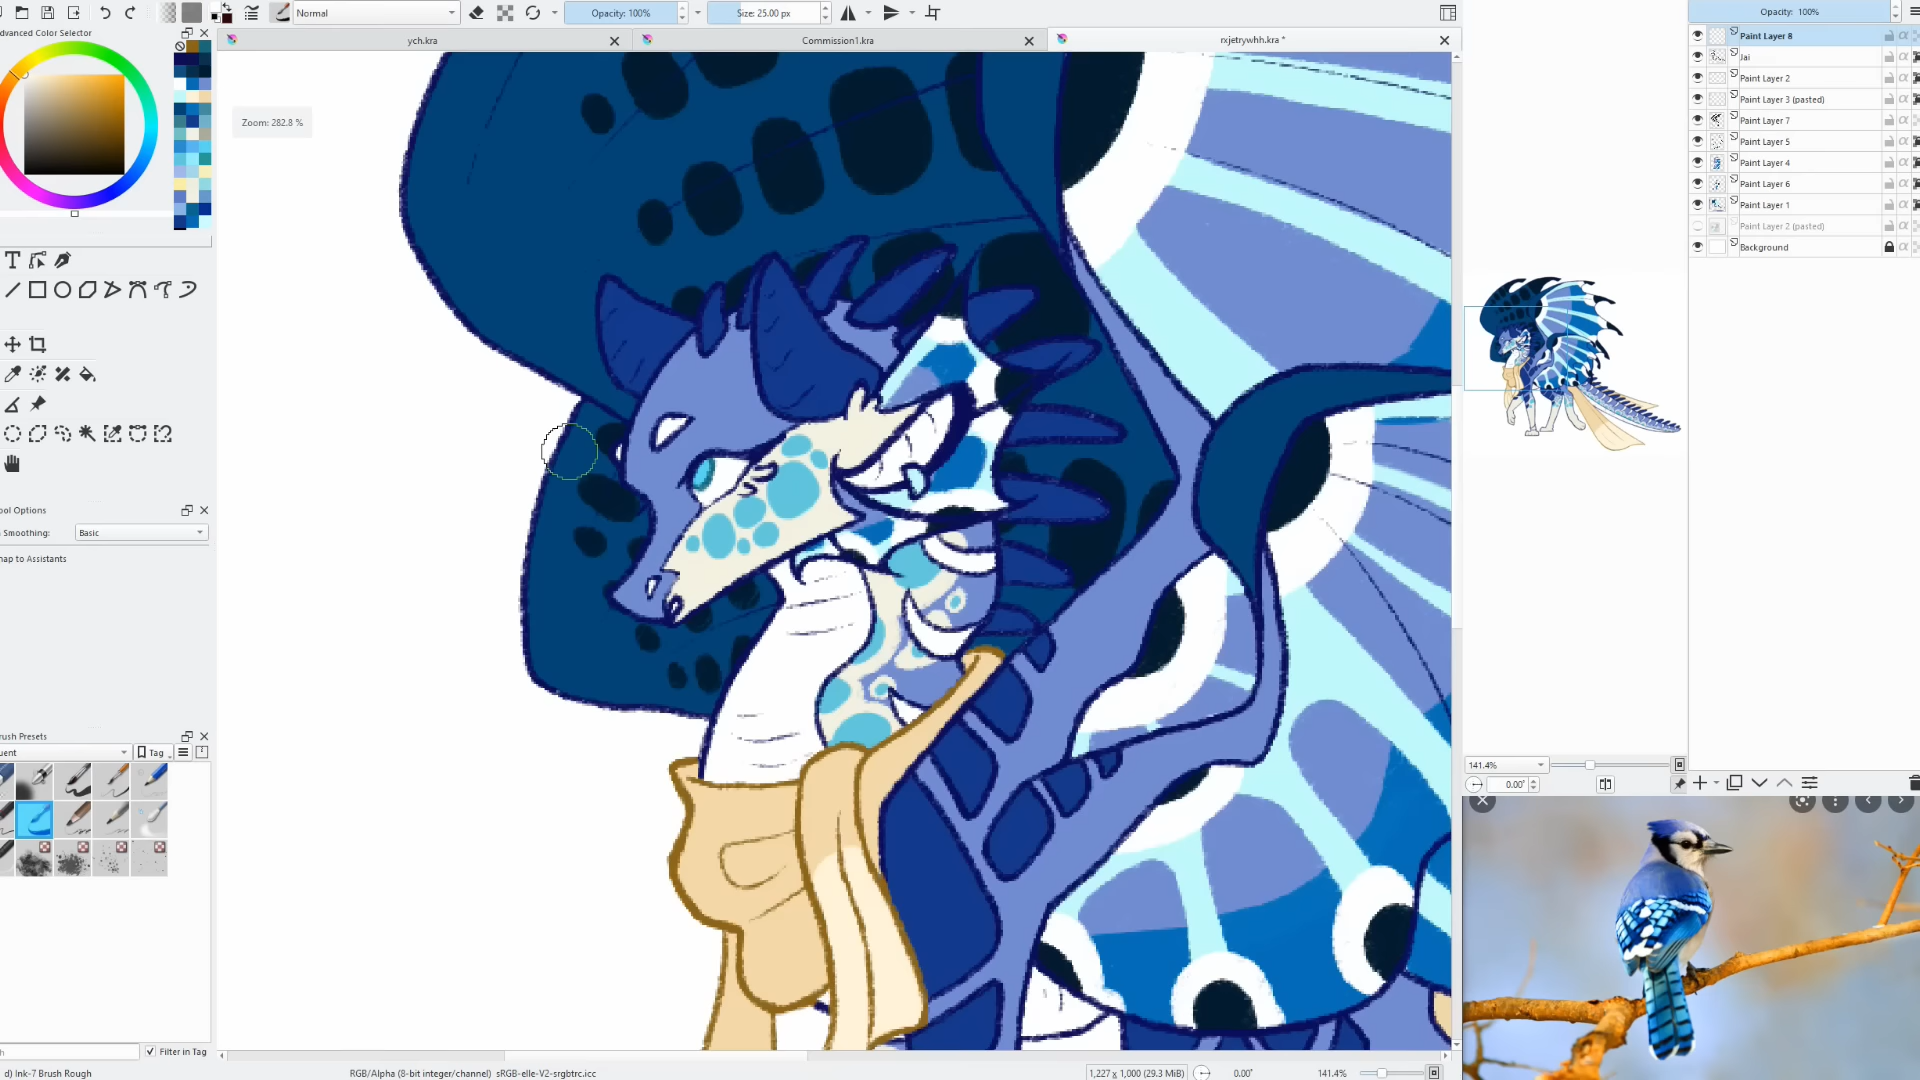 Normal
Opacity: 100%
Size: 25.00 px
Opacity: 100%
dvanced Color Selector
ych.kra
Commission1.kra
rxjetrywhh.kra *
Zoom: 282.8 %
Paint Layer 8
Jai
Paint Layer 2
Paint Layer 3 (pasted)
Paint Layer 7
Paint Layer 5
Paint Layer 4
Paint Layer 6
Paint Layer 1
Paint Layer 2 (pasted)
Background
ool Options
Smoothing:
Basic
nap to Assistants
rush Presets
uent
Tag
141.4%
0.00°
h
Filter in Tag
d) Ink-7 Brush Rough
RGB/Alpha (8-bit integer/channel) sRGB-elle-V2-srgbtrc.icc
1,227 x 1,000 (29.3 MiB)
0.00°
141.4%